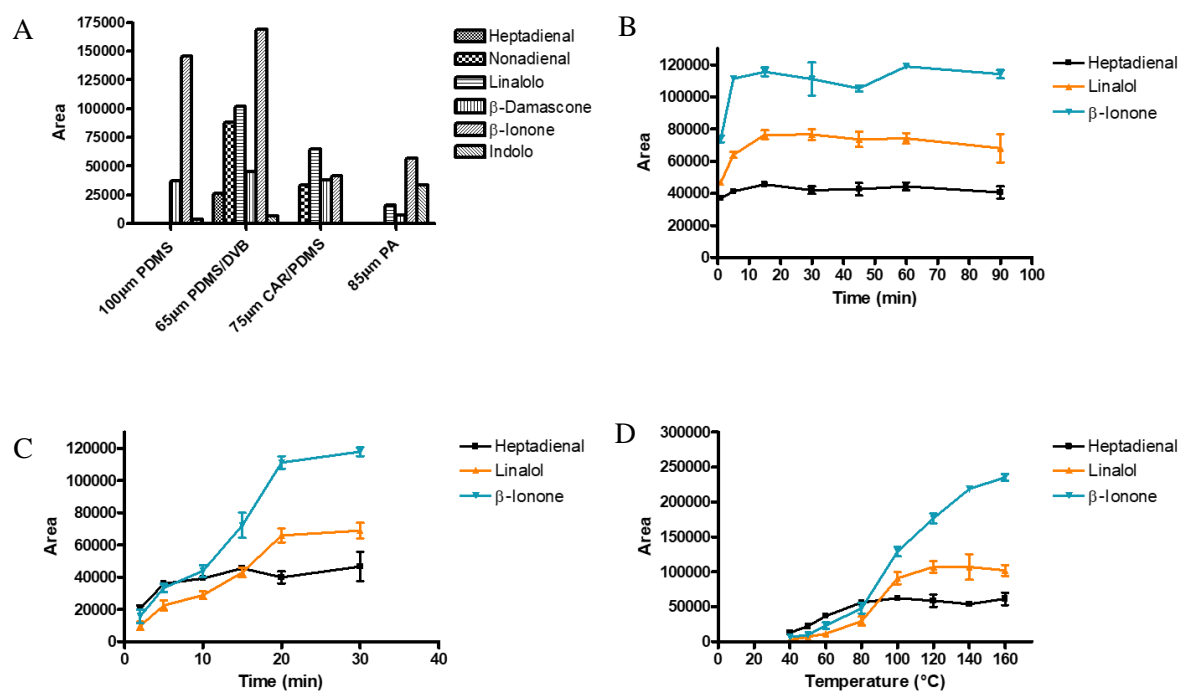 A
175000
150000
125000
100000
75000
50000
25000
0
Area
100µm PDMS
65µm PDMS/DVB
75µm CAR/PDMS
85µm PA
Heptadienal
Nonadienal
Linalolo
β-Damascone
β-Ionone
Indolo
B
120000
100000
80000
60000
40000
20000
0
Area
0 10 20 30 40 50 60 70 80 90 100
Time (min)
Heptadienal
Linalol
β-Ionone
C
120000
100000
80000
60000
40000
20000
0
Area
0 10 20 30 40
Time (min)
Heptadienal
Linalol
β-Ionone
D
300000
250000
200000
150000
100000
50000
0
Area
0 20 40 60 80 100 120 140 160
Temperature (°C)
Heptadienal
Linalol
β-Ionone